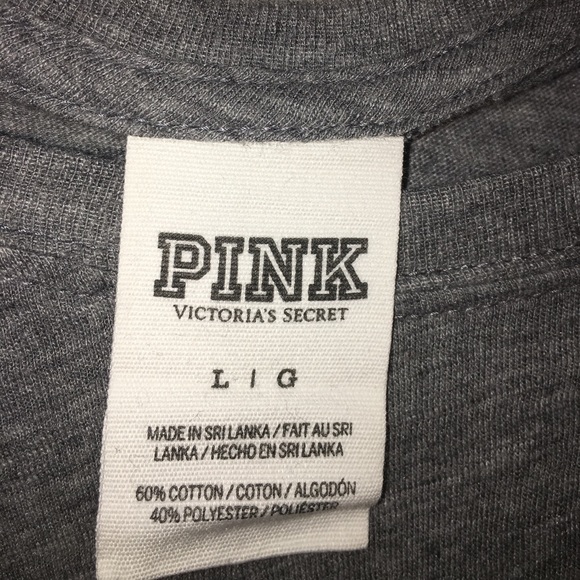 PINK
VICTORIA'S SECRET
L | G
MADE IN SRI LANKA / FAIT AU SRI
LANKA / HECHO EN SRI LANKA
60% COTTON / COTON / ALGODÓN
40% POLYESTER / POLIÉSTER